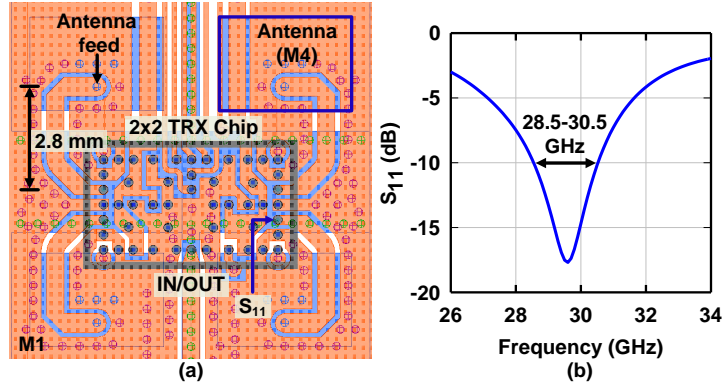 Antenna
feed
Antenna
(M4)
2x2 TRX Chip
2.8 mm
IN/OUT
S11
M1
(a)
0
-5
-10
-15
-20
S11 (dB)
28.5-30.5
GHz
26 28 30 32 34
Frequency (GHz)
(b)